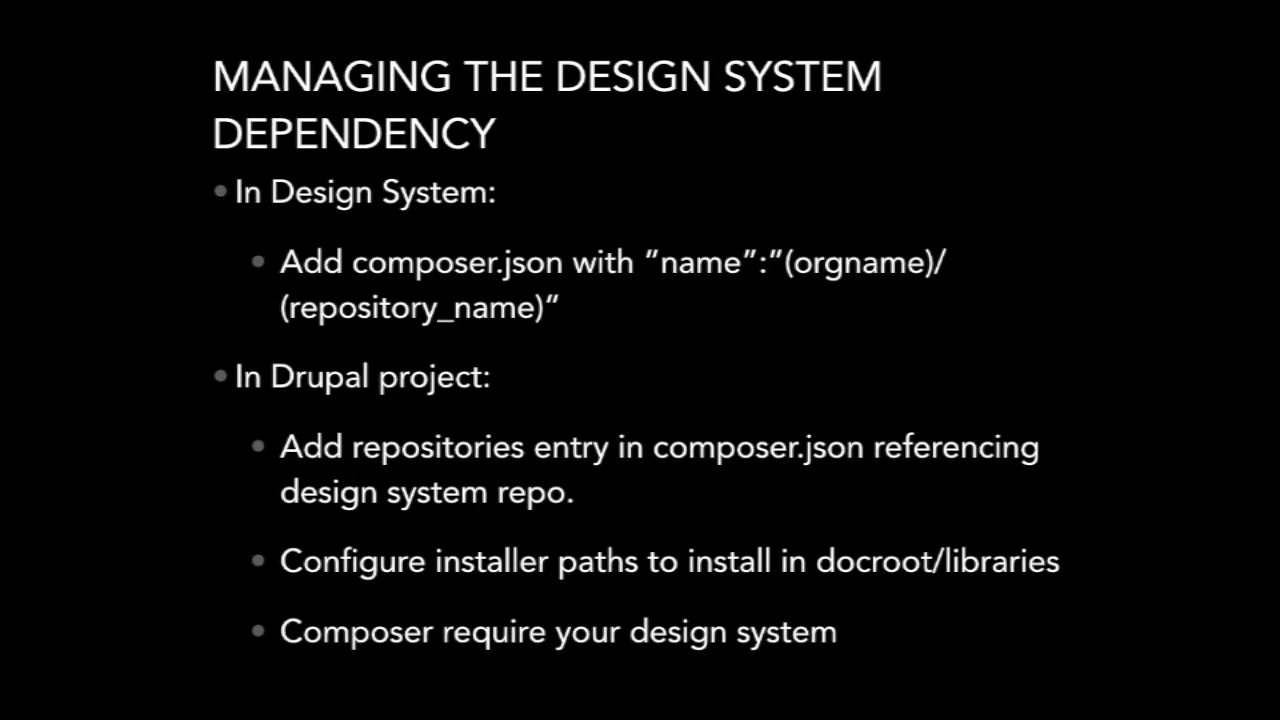 MANAGING THE DESIGN SYSTEM
DEPENDENCY
• In Design System:
• Add composer.json with “name”:“(orgname)/
(repository_name)“
• In Drupal project:
• Add repositories entry in composer.json referencing
design system repo.
• Configure installer paths to install in docroot/libraries
• Composer require your design system